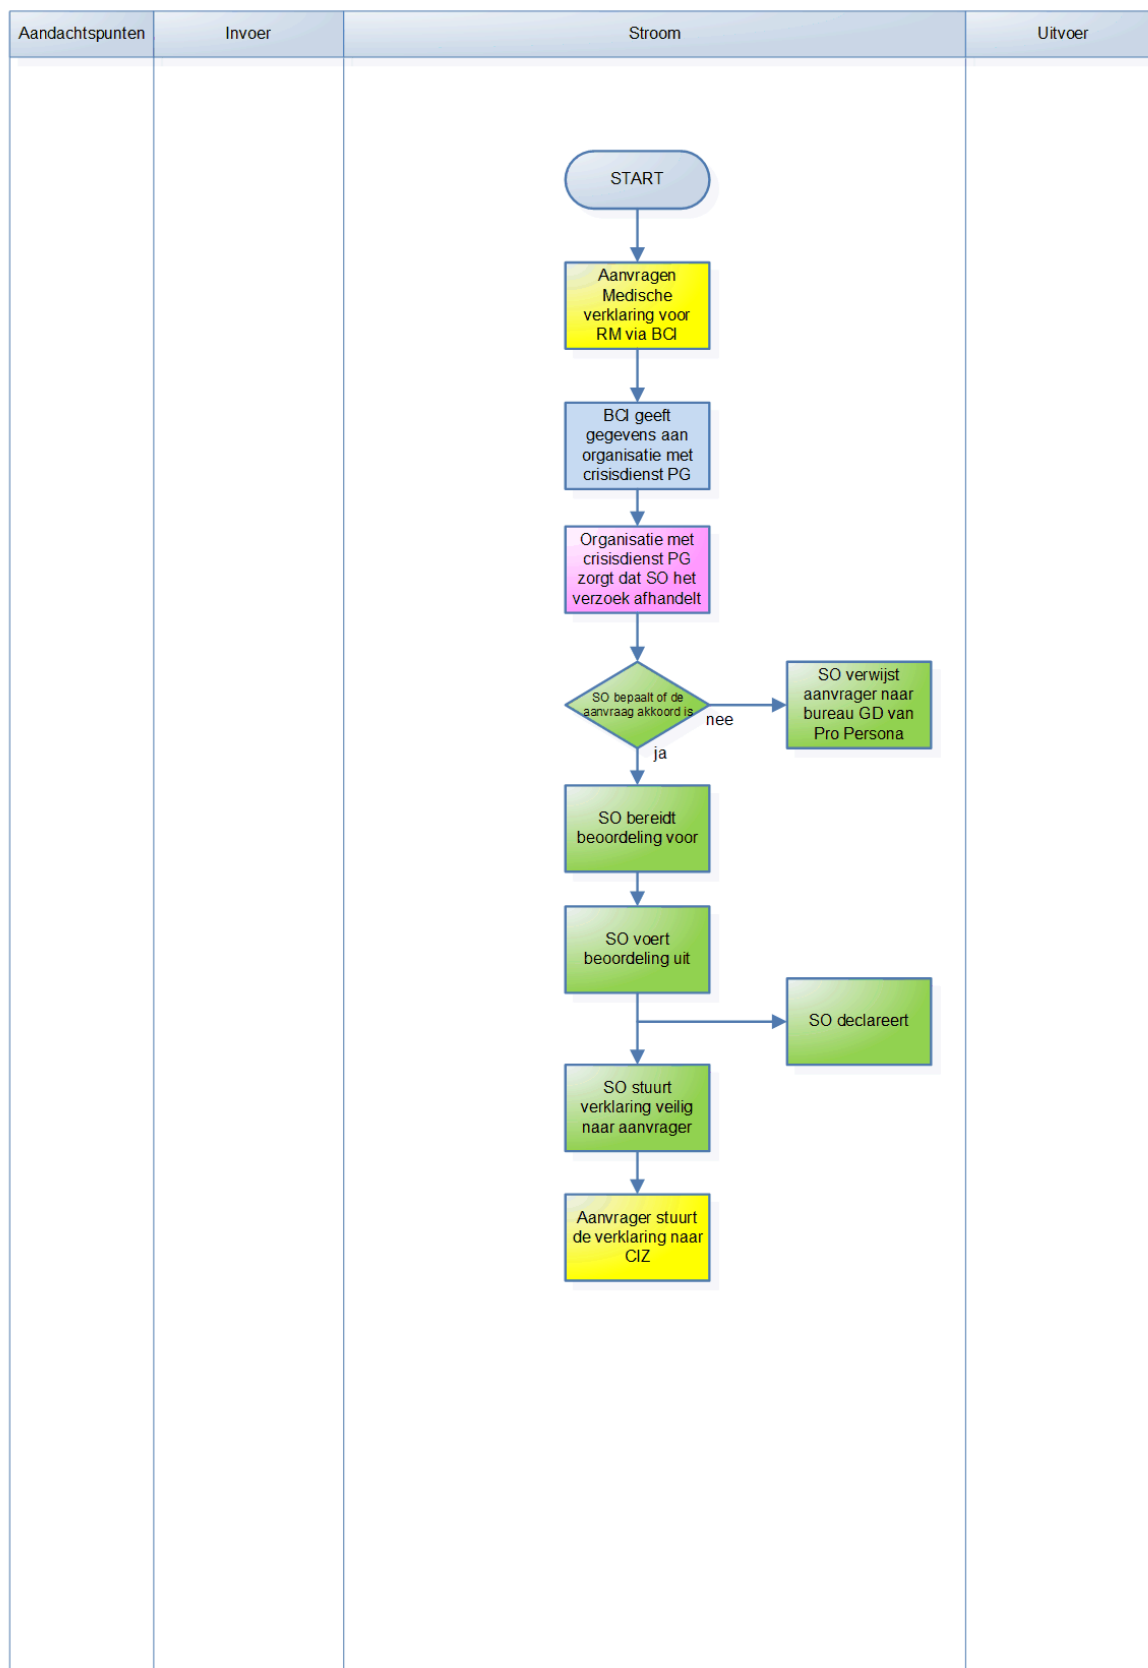 Aandachtspunten
Invoer
Stroom
Uitvoer
START
Aanvragen
Medische
verklaring voor
RM via BCI
BCI geeft
gegevens aan
organisatie met
crisisdienst PG
Organisatie met
crisisdienst PG
zorgt dat SO het
verzoek afhandelt
SO bepaalt of de
aanvraag akkoord is
nee
SO verwijst
aanvrager naar
bureau GD van
Pro Persona
ja
SO bereidt
beoordeling voor
SO voert
beoordeling uit
SO declareert
SO stuurt
verklaring veilig
naar aanvrager
Aanvrager stuurt
de verklaring naar
CIZ